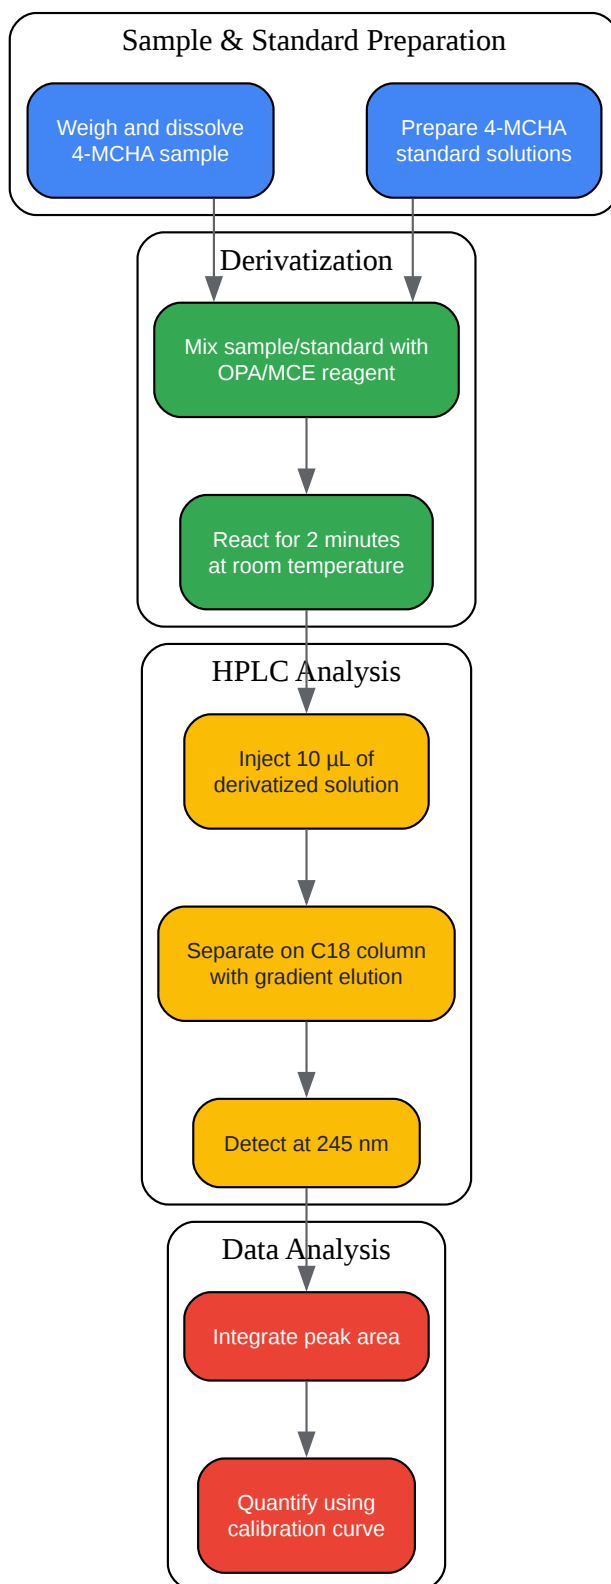 Sample & Standard Preparation
Weigh and dissolve
4-MCHA sample
Prepare 4-MCHA
standard solutions
Derivatization
Mix sample/standard with
OPA/MCE reagent
React for 2 minutes
at room temperature
HPLC Analysis
Inject 10 µL of
derivatized solution
Separate on C18 column
with gradient elution
Detect at 245 nm
Data Analysis
Integrate peak area
Quantify using
calibration curve